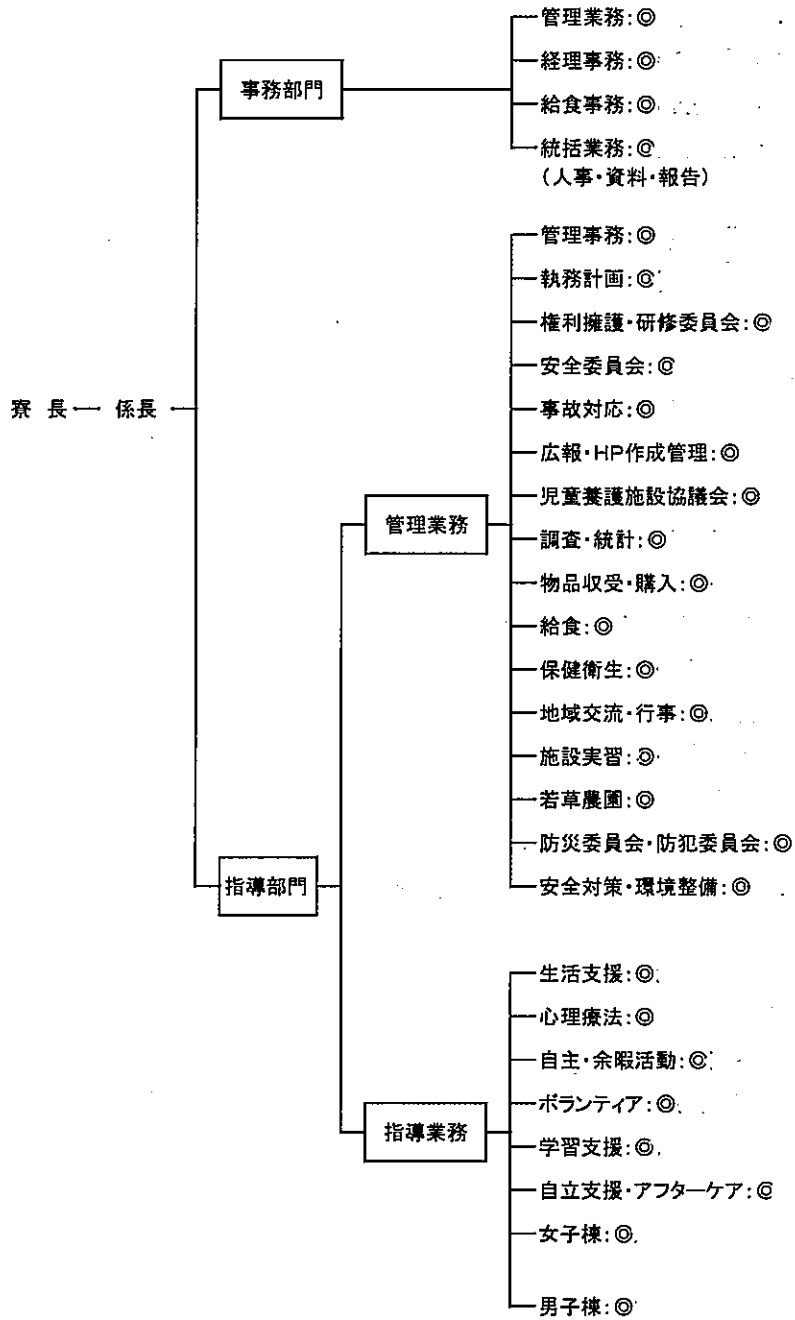 寮長 係長
事務部門
管理業務:◎
経理事務:◎
給食事務:◎
統括業務:◎
(人事・資料・報告)
指導部門
管理業務
管理事務:◎
執務計画:◎
権利擁護・研修委員会:◎
安全委員会:◎
事故対応:◎
広報・HP作成管理:◎
児童養護施設協議会:◎
調査・統計:◎
物品収受・購入:◎
給食:◎
保健衛生:◎
地域交流・行事:◎
施設実習:◎
若草農園:◎
防災委員会・防犯委員会:◎
安全対策・環境整備:◎
指導業務
生活支援:◎
心理療法:◎
自主・余暇活動:◎
ボランティア:◎
学習支援:◎
自立支援・アフターケア:◎
女子棟:◎
男子棟:◎